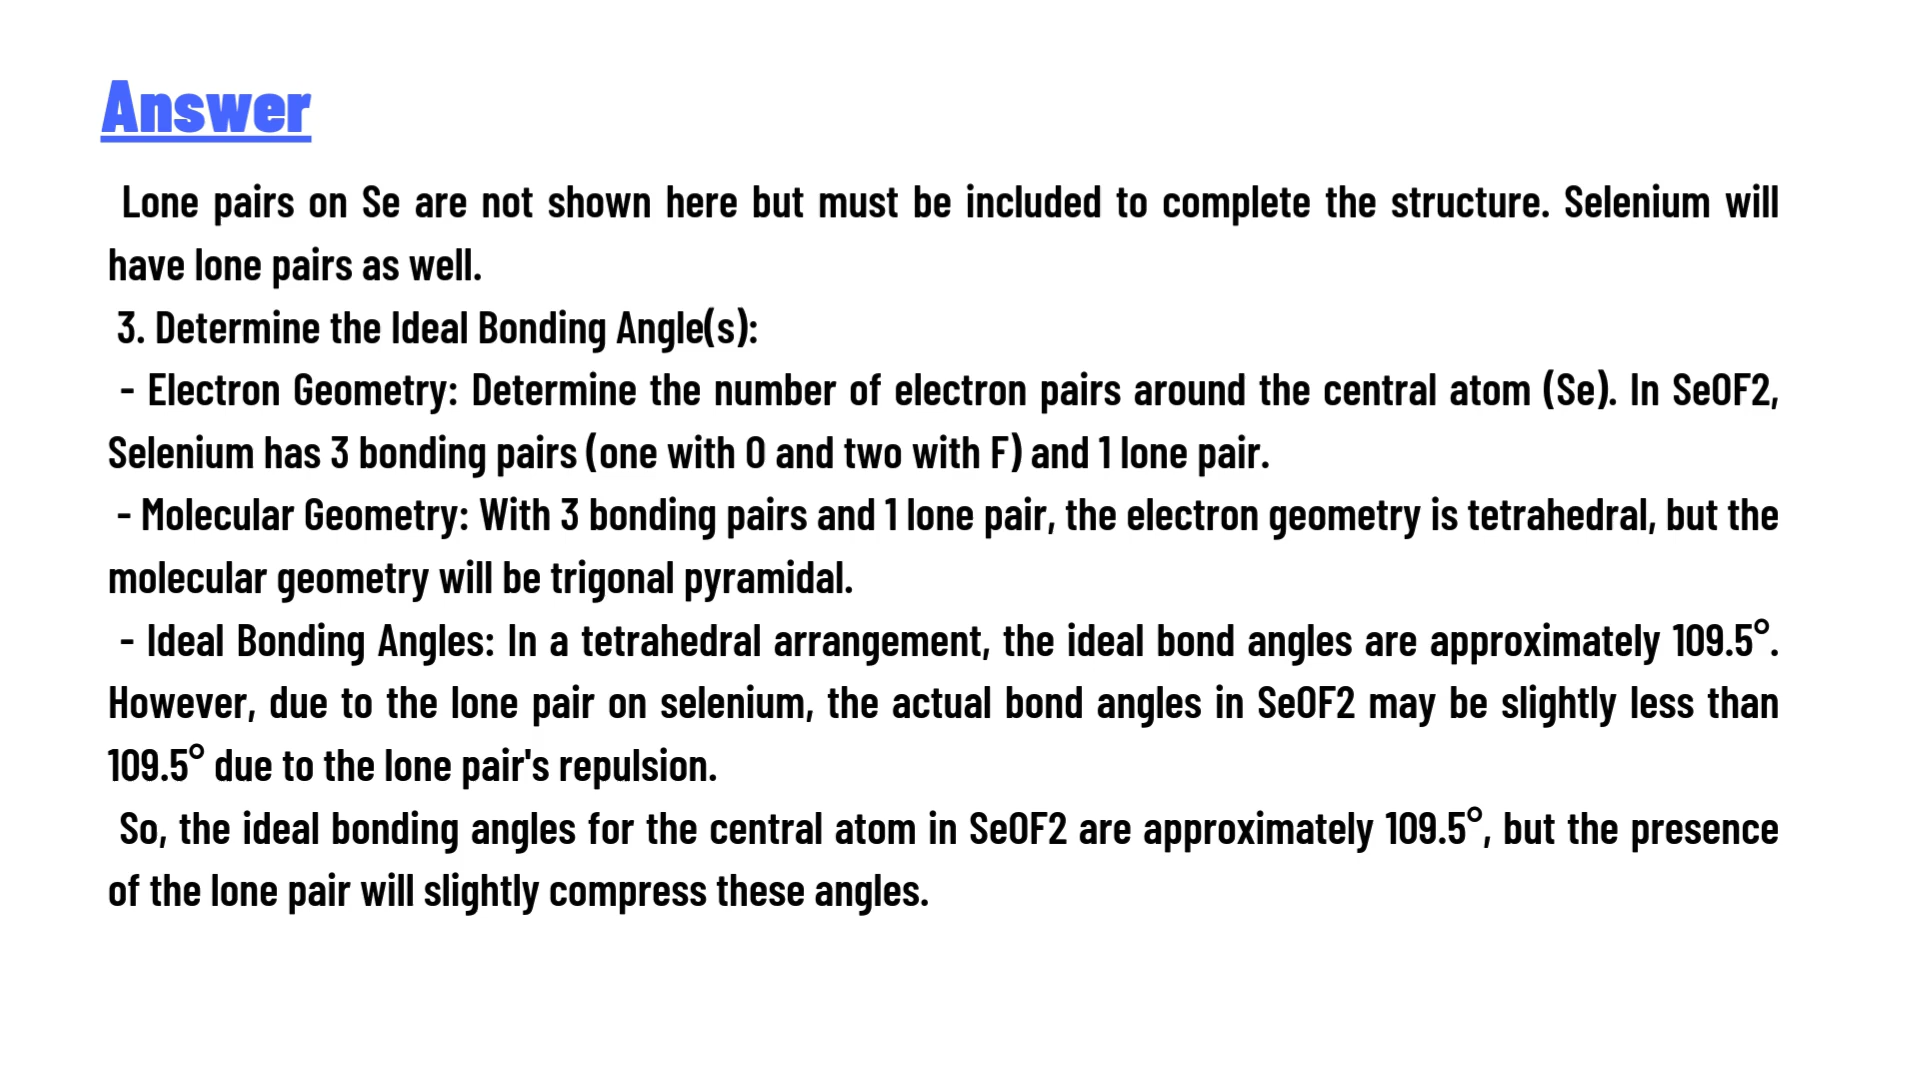 Answer
Lone pairs on Se are not shown here but must be included to complete the structure. Selenium will
have lone pairs as well.
3. Determine the Ideal Bonding Angle(s):
- Electron Geometry: Determine the number of electron pairs around the central atom (Se). In SeOF2,
Selenium has 3 bonding pairs (one with O and two with F) and 1 lone pair.
- Molecular Geometry: With 3 bonding pairs and 1 lone pair, the electron geometry is tetrahedral, but the
molecular geometry will be trigonal pyramidal.
- Ideal Bonding Angles: In a tetrahedral arrangement, the ideal bond angles are approximately 109.5°.
However, due to the lone pair on selenium, the actual bond angles in SeOF2 may be slightly less than
109.5° due to the lone pair's repulsion.
So, the ideal bonding angles for the central atom in SeOF2 are approximately 109.5°, but the presence
of the lone pair will slightly compress these angles.